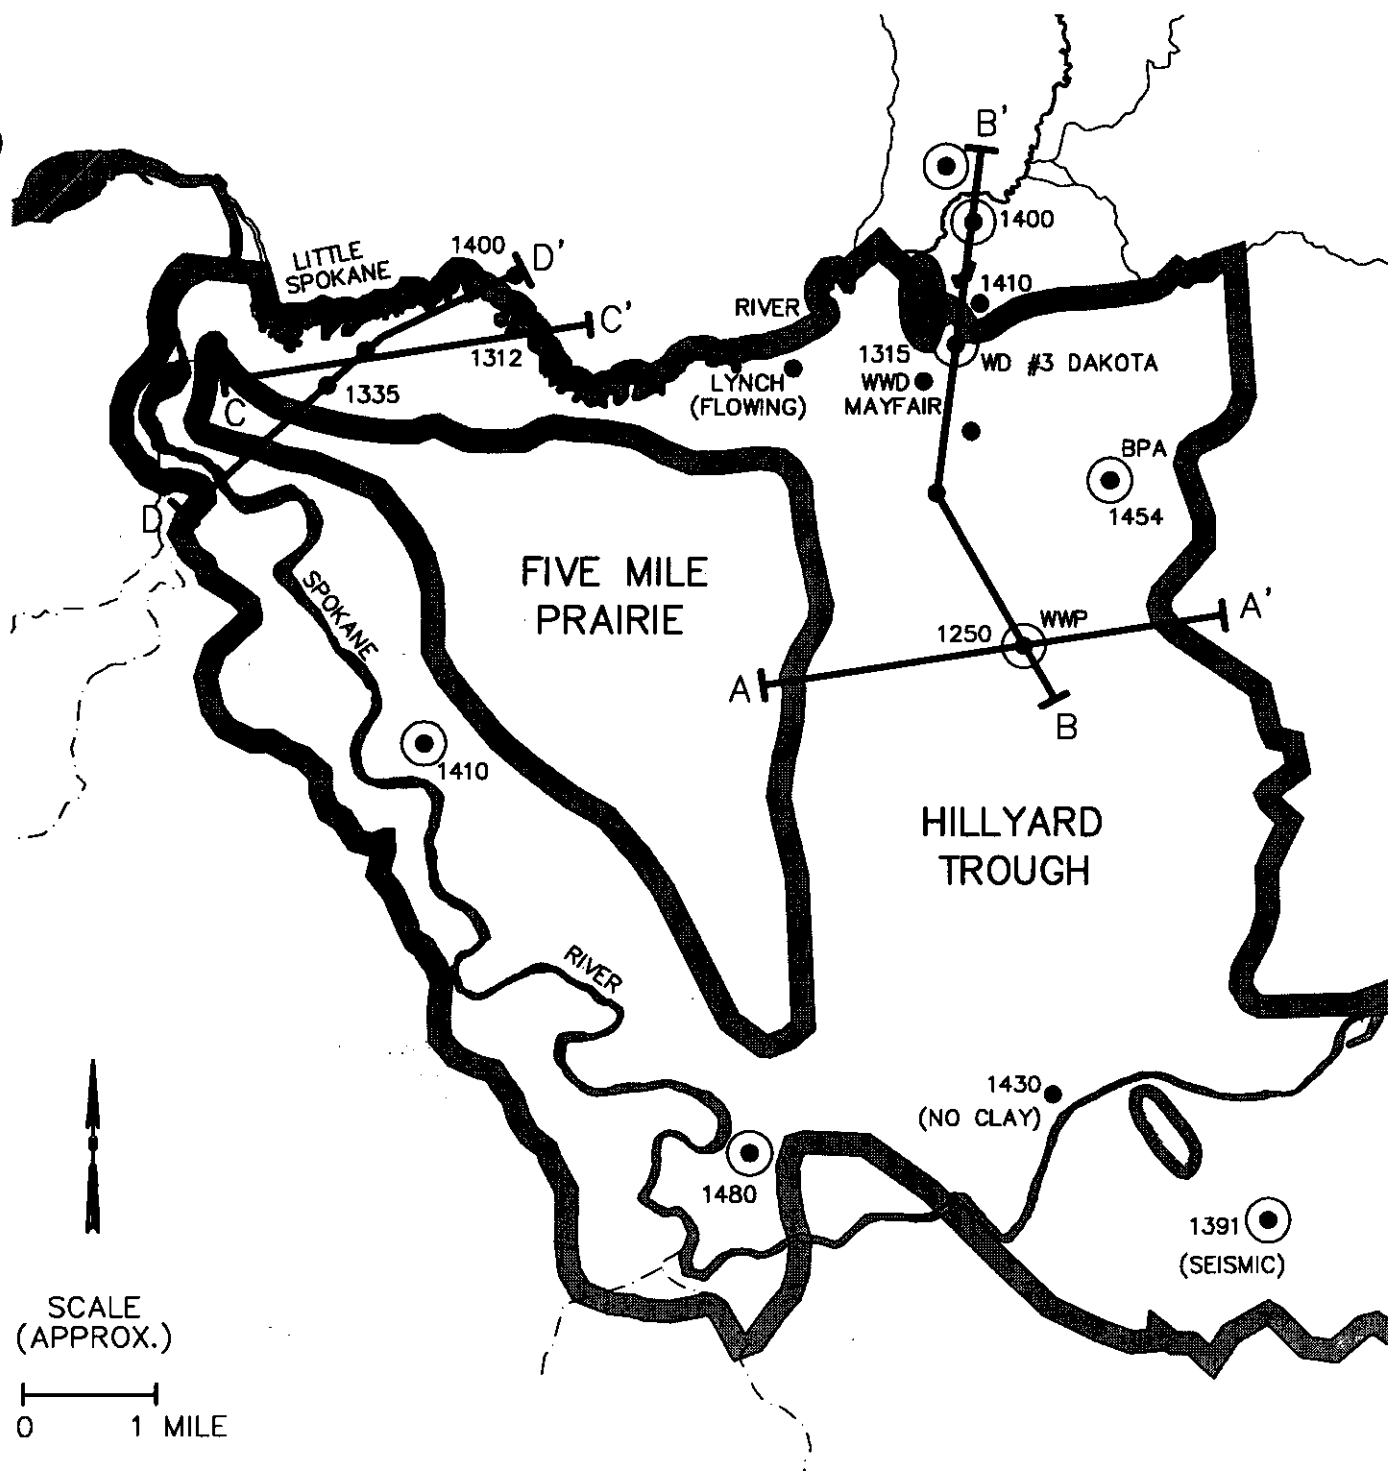 B'
1400
1400
D'
LITTLE
SPOKANE
1410
C'
RIVER
1312
1315
WD #3 DAKOTA
LYNCH
(FLOWING)
WWD
MAYFAIR
1335
C
BPA
1454
D
FIVE MILE
PRAIRIE
SPOKANE
WWP
A'
1250
A
B
1410
HILLYARD
TROUGH
RIVER
1430
(NO CLAY)
1480
1391
(SEISMIC)
SCALE
(APPROX.)
0 1 MILE